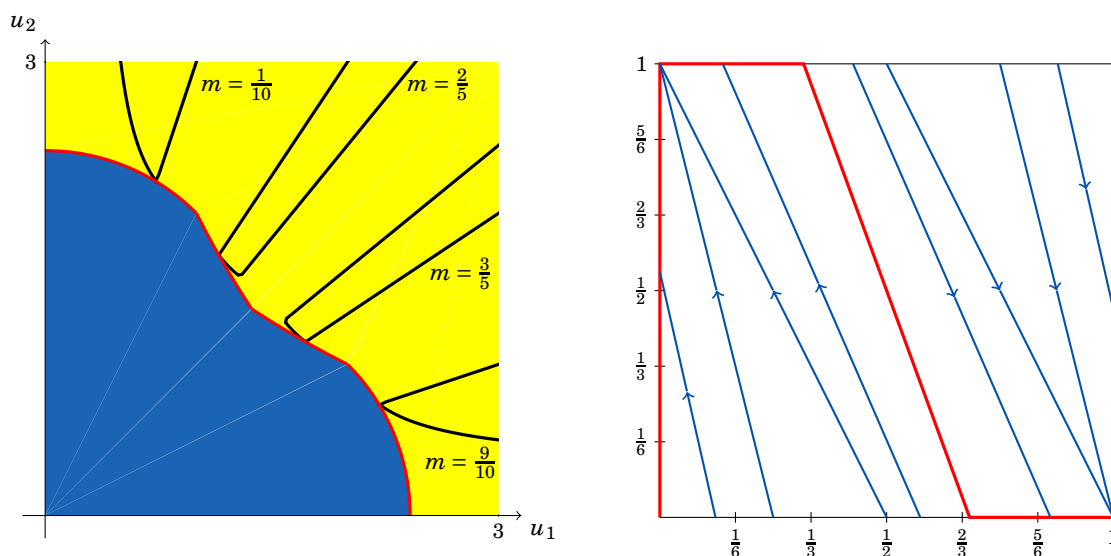 u₂
3
m = 1/10
m = 2/5
m = 3/5
m = 9/10
3
u₁
1
5/6
2/3
1/2
1/3
1/6
1/6
1/3
1/2
2/3
5/6